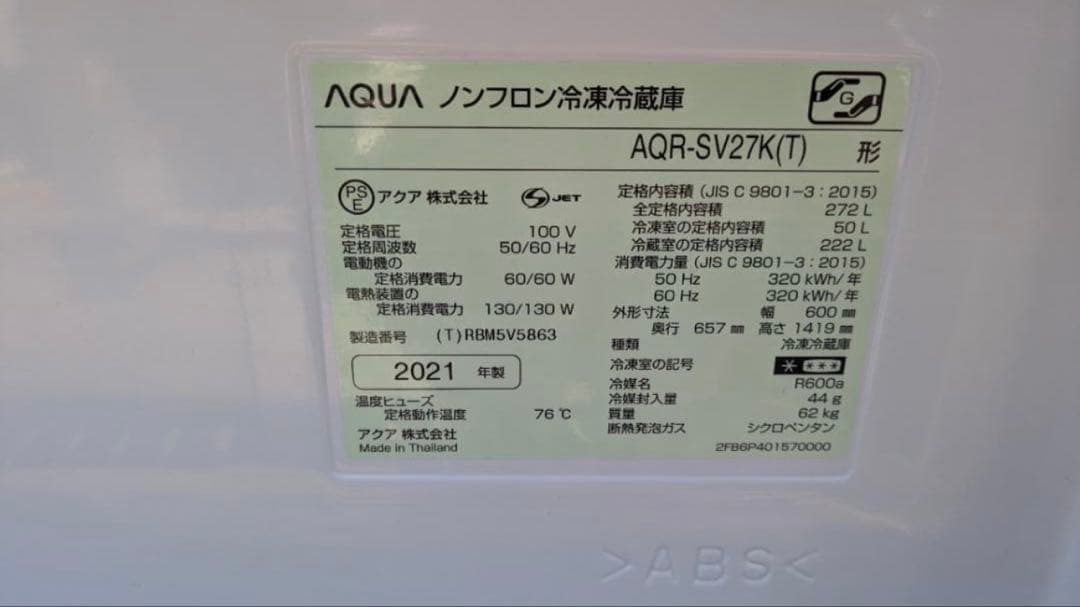 AQUA ノンフロン冷凍冷蔵庫
G
AQR-SV27K(T) 形
PS E アクア 株式会社 JET
定格電圧 100 V
定格周波数 50/60 Hz
電動機の
定格消費電力 60/60 W
電熱装置の
定格消費電力 130/130 W
製造番号 (T)RBM5V5863
2021 年製
温度ヒューズ
定格動作温度 76 ℃
アクア 株式会社
Made in Thailand
定格内容積 (JIS C 9801-3:2015)
全定格内容積 272 L
冷凍室の定格内容積 50 L
冷蔵室の定格内容積 222 L
消費電力量 (JIS C 9801-3:2015)
50 Hz 320 kWh/年
60 Hz 320 kWh/年
外形寸法 幅 600 ㎜
奥行 657 ㎜ 高さ 1419 ㎜
種類 冷凍冷蔵庫
冷凍室の記号 * ***
冷媒名 R600a
冷媒封入量 44 g
質量 62 kg
断熱発泡ガス シクロペンタン
2FB6P401570000
>ABS<